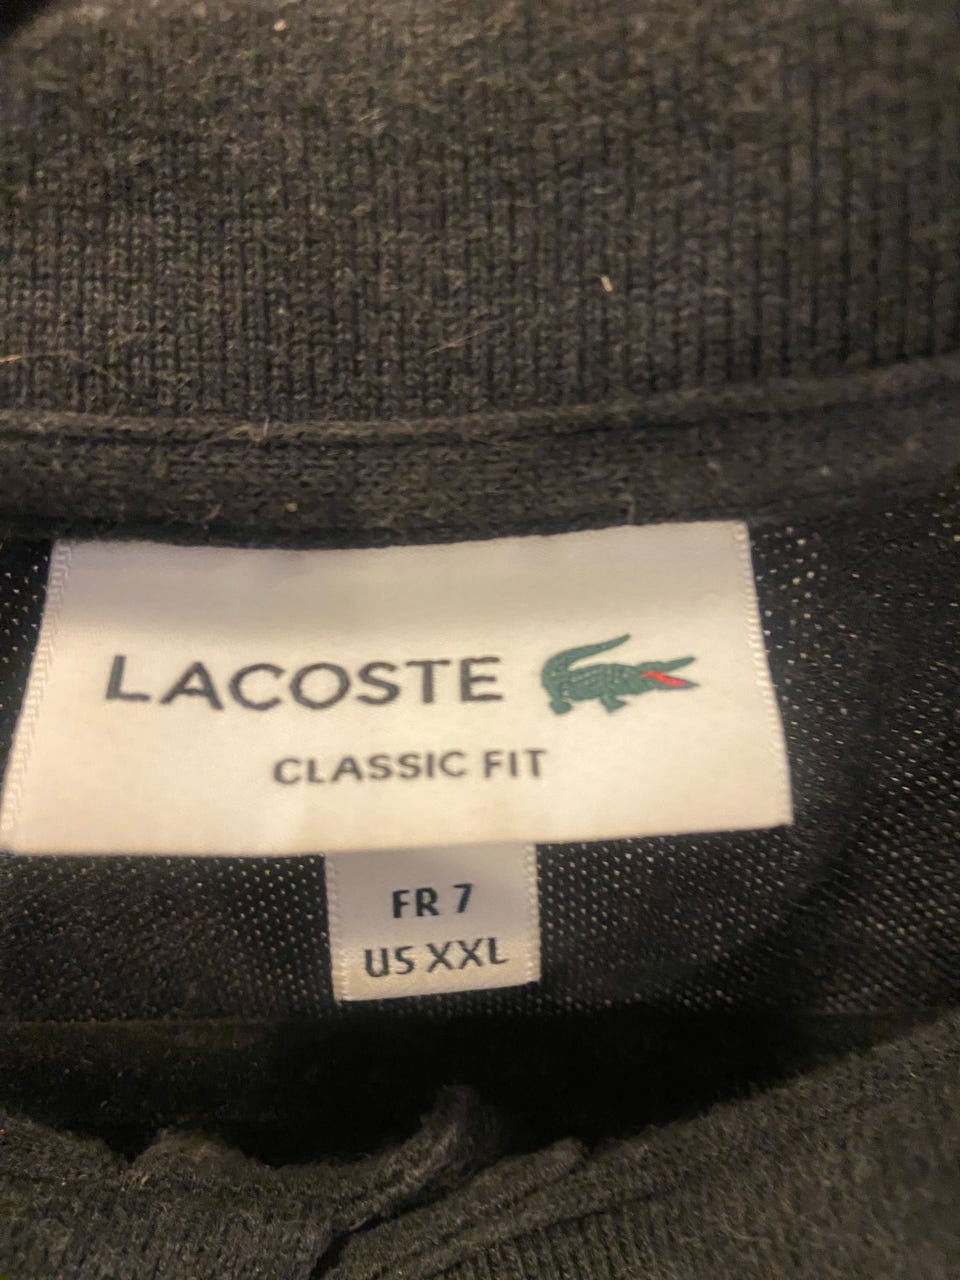 LACOSTE
CLASSIC FIT
FR 7
US XXL